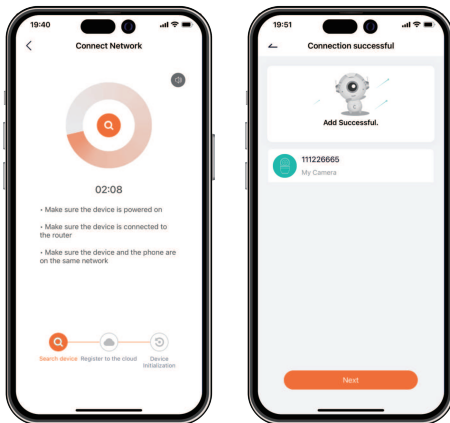 19:40
Connect Network
02:08
• Make sure the device is powered on
• Make sure the device is connected to
the router
• Make sure the device and the phone are
on the same network
Search device
Register to the cloud
Device
Initialization
19:51
Connection successful
Add Successful.
111226665
My Camera
Next